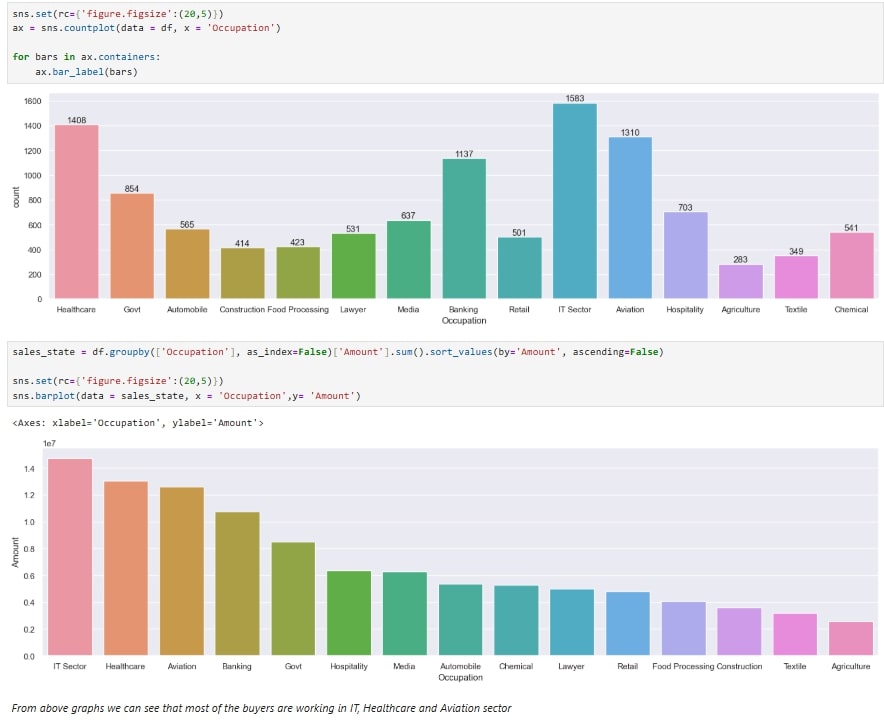 sns.set(rc={'figure.figsize':(20,5)})
ax = sns.countplot(data = df, x = 'Occupation')
for bars in ax.containers:
ax.bar_label(bars)
1600
1400
1200
1000
800
600
400
200
0
count
1408
854
565
414
423
531
637
1137
501
1583
1310
703
283
349
541
Healthcare Govt Automobile Construction Food Processing Lawyer Media Banking Retail IT Sector Aviation Hospitality Agriculture Textile Chemical
Occupation
sales_state = df.groupby(['Occupation'], as_index=False)['Amount'].sum().sort_values(by='Amount', ascending=False)
sns.set(rc={'figure.figsize':(20,5)})
sns.barplot(data = sales_state, x = 'Occupation',y= 'Amount')
<Axes: xlabel='Occupation', ylabel='Amount'>
1e7
1.4
1.2
1.0
0.8
0.6
0.4
0.2
0.0
Amount
IT Sector Healthcare Aviation Banking Govt Hospitality Media Automobile Chemical Lawyer Retail Food Processing Construction Textile Agriculture
Occupation
From above graphs we can see that most of the buyers are working in IT, Healthcare and Aviation sector